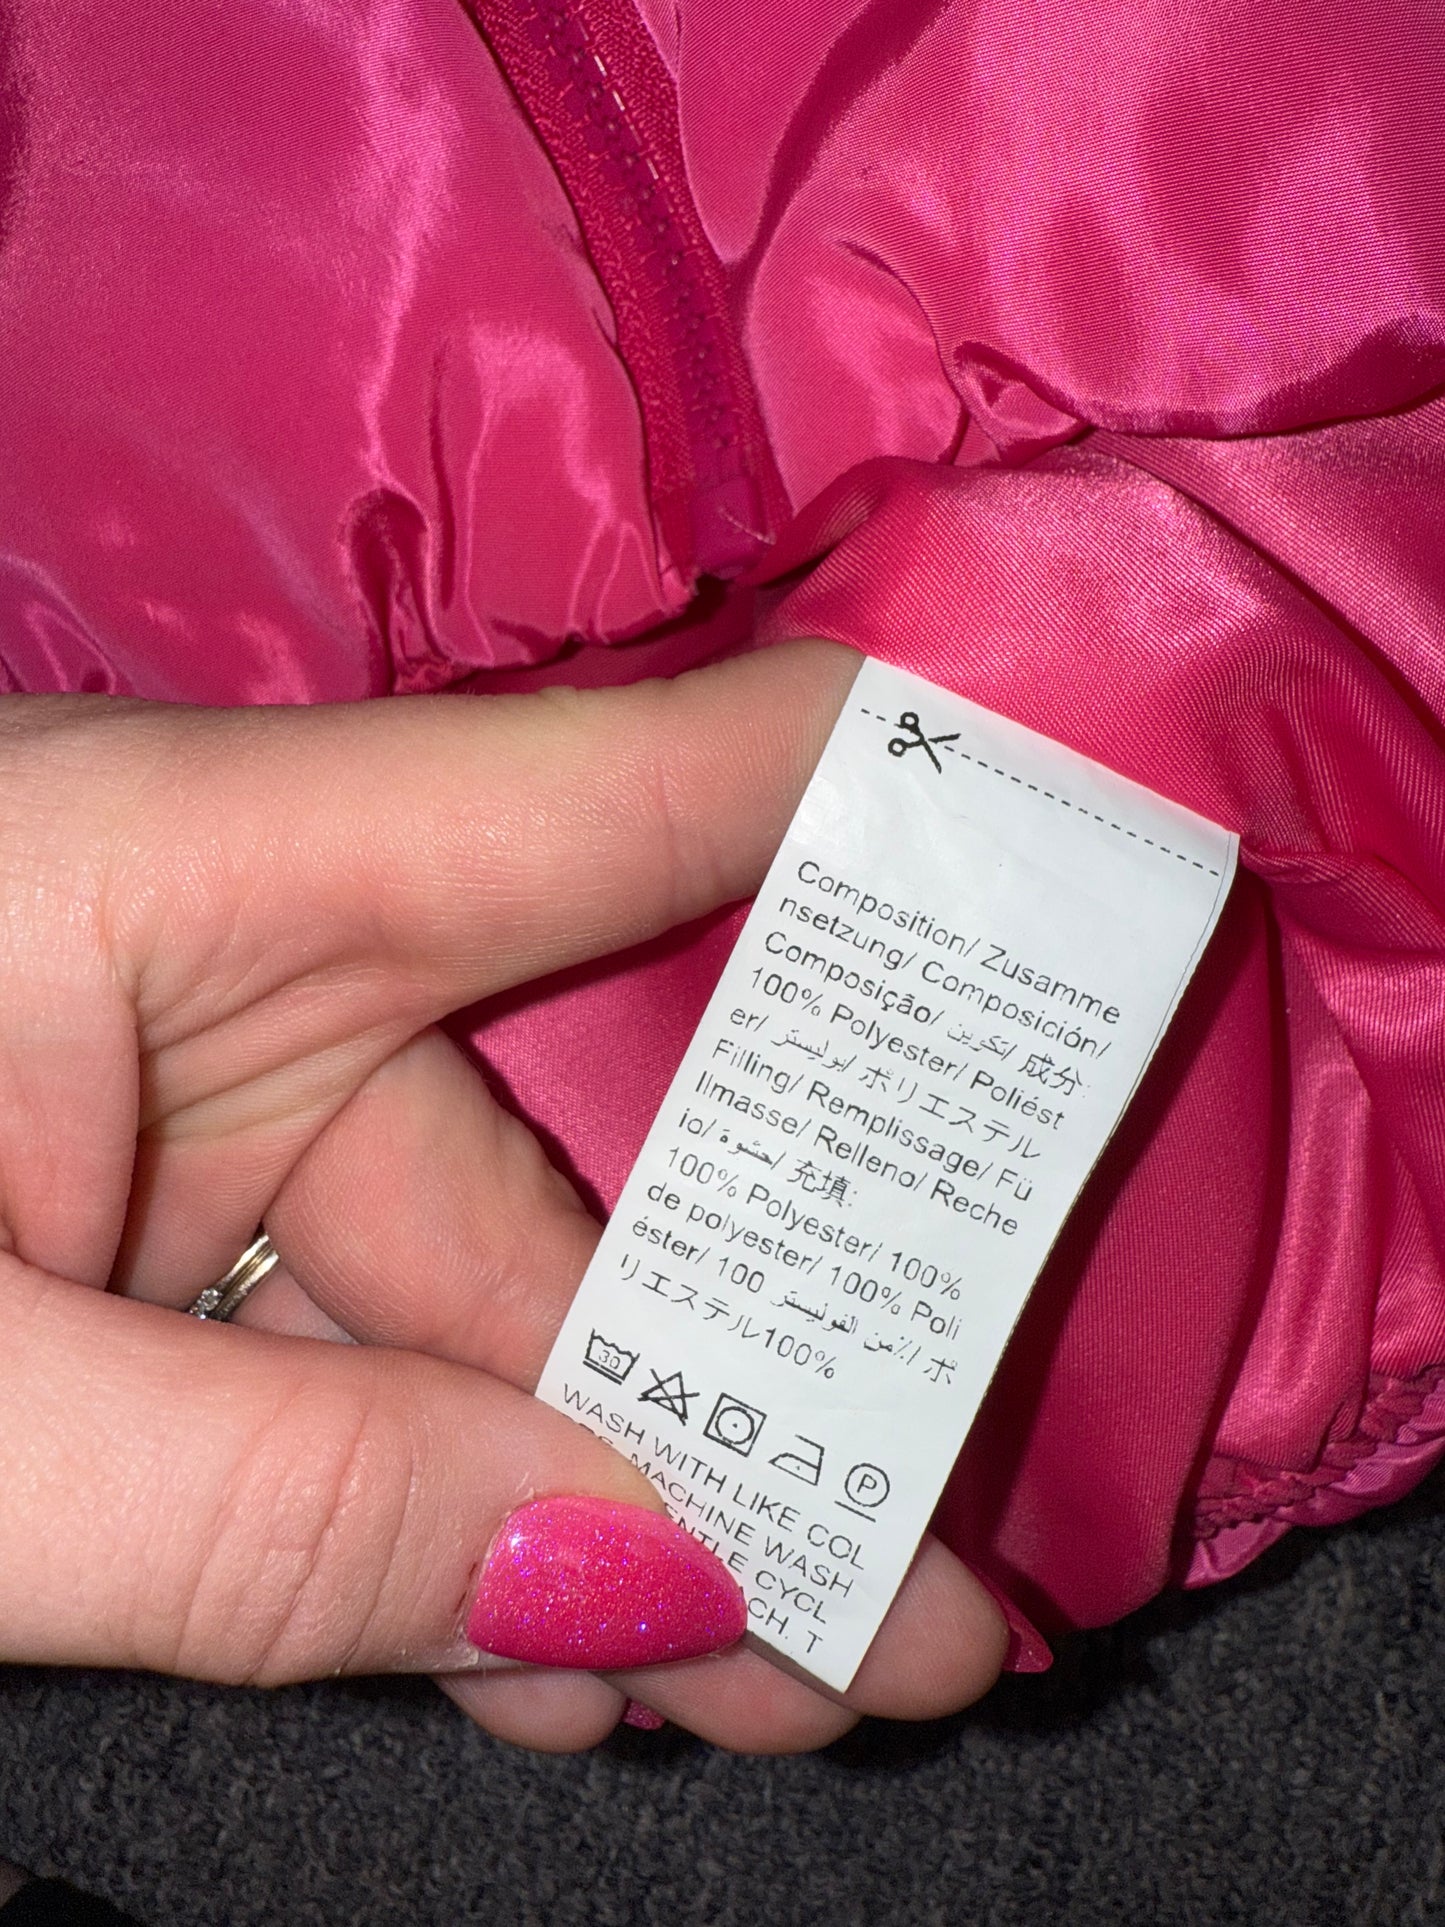 Composition/ Zusamme
nsetzung/ Composición/
Composição/ تكوين/ 成分:
100% Polyester/ Poliést
er/ بوليستر/ ポリエステル
Filling/ Remplissage/ Fü
llmasse/ Relleno/ Reche
io/ حشوة/ 充填:
100% Polyester/ 100%
de polyester/ 100% Poli
éster/ 100 ٪من البوليستر/ ポ
リエステル100%
30
P
WASH WITH LIKE COL
MACHINE WASH
CYCL
T